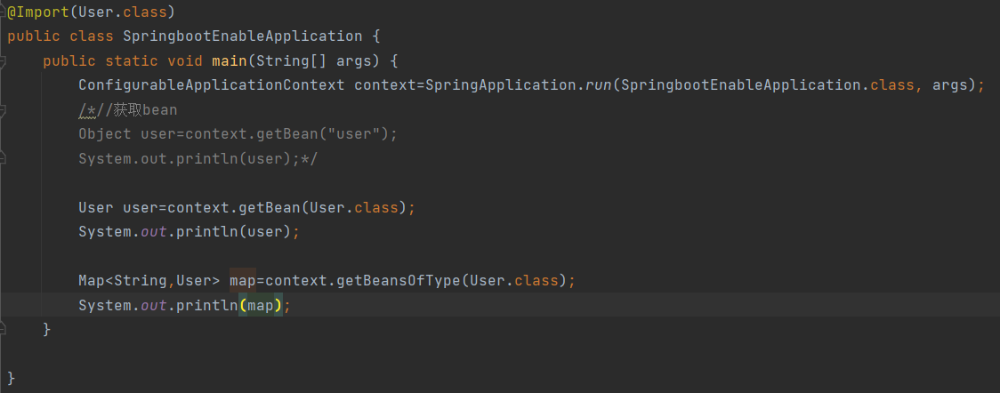 @Import(User.class)
public class SpringbootEnableApplication {
    public static void main(String[] args) {
        ConfigurableApplicationContext context=SpringApplication.run(SpringbootEnableApplication.class, args);
        /*//获取bean
        Object user=context.getBean("user");
        System.out.println(user);*/

        User user=context.getBean(User.class);
        System.out.println(user);

        Map<String,User> map=context.getBeansOfType(User.class);
        System.out.println(map);
    }

}